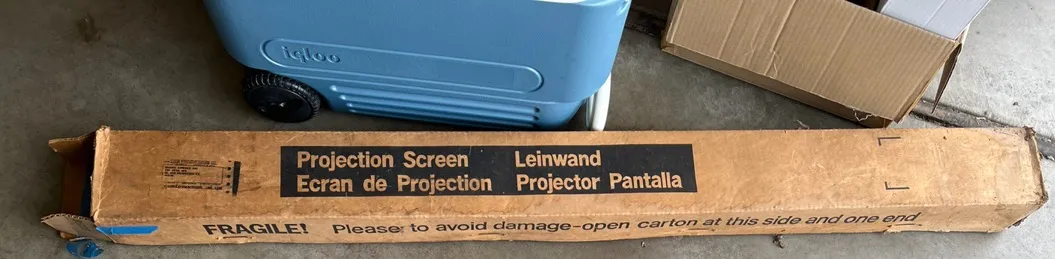 igloo
Projection Screen Leinwand
Ecran de Projection Projector Pantalla
FRAGILE! Please: to avoid damage-open carton at this side and one end